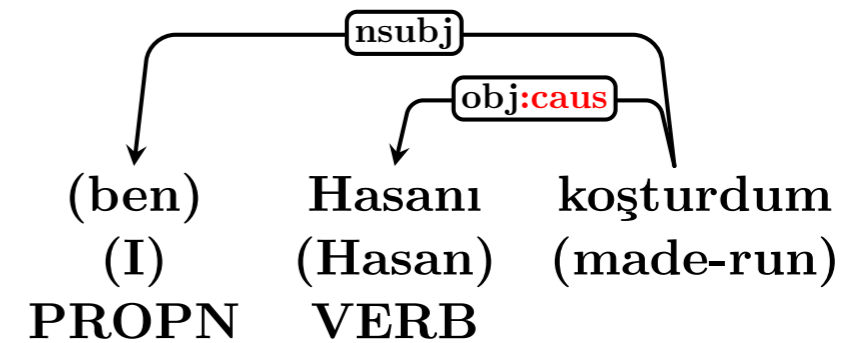 nsubj
obj:caus
(ben) Hasanı koşturdum
(I) (Hasan) (made-run)
PROPN VERB